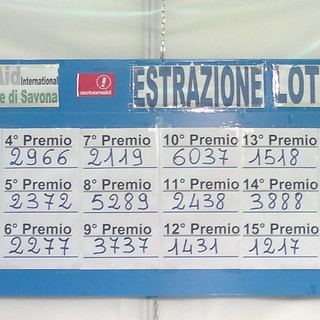 Aid International
e di Savona
actionaid
ESTRAZIONE LOT
4° Premio 7° Premio 10° Premio 13° Premio
2966 2119 6037 1518
5° Premio 8° Premio 11° Premio 14° Premio
2372 5289 2438 3888
6° Premio 9° Premio 12° Premio 15° Premio
2277 3737 1431 1217